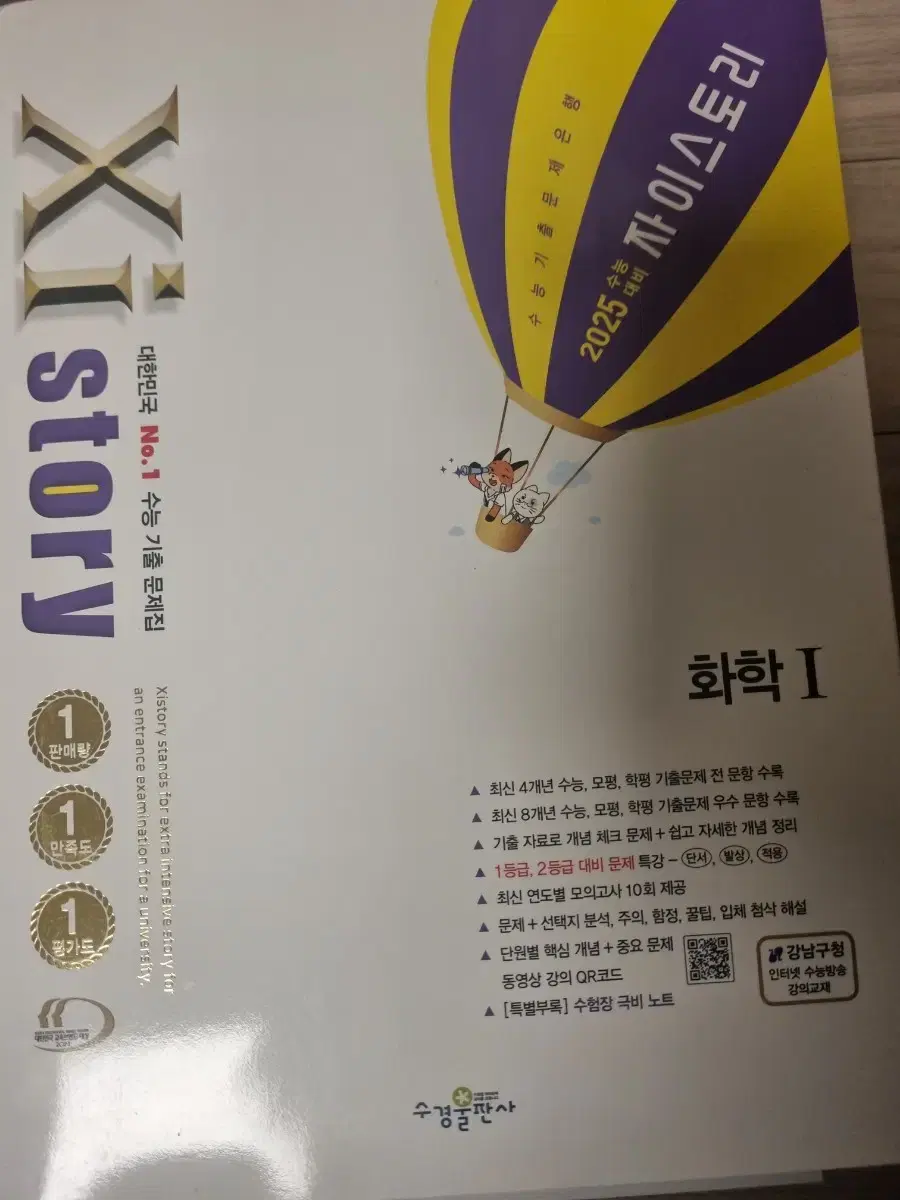 Xi story
대한민국 No.1 수능 기출 문제집
Xistory stands for extra intensive story for
an entrance examination for a university.
1
판매량
1
만족도
1
평가도
수능기출문제은행
2025 수능
대비
자이스토리
화학 I
▲ 최신 4개년 수능, 모평, 학평 기출문제 전 문항 수록
▲ 최신 8개년 수능, 모평, 학평 기출문제 우수 문항 수록
▲ 기출 자료로 개념 체크 문제 + 쉽고 자세한 개념 정리
▲ 1등급, 2등급 대비 문제 특강 – 단서, 발상, 적용
▲ 최신 연도별 모의고사 10회 제공
▲ 문제 + 선택지 분석, 주의, 함정, 꿀팁, 입체 첨삭 해설
▲ 단원별 핵심 개념 + 중요 문제
동영상 강의 QR코드
▲ [특별부록] 수험장 극비 노트
강남구청
인터넷 수능방송
강의교재
수경출판사